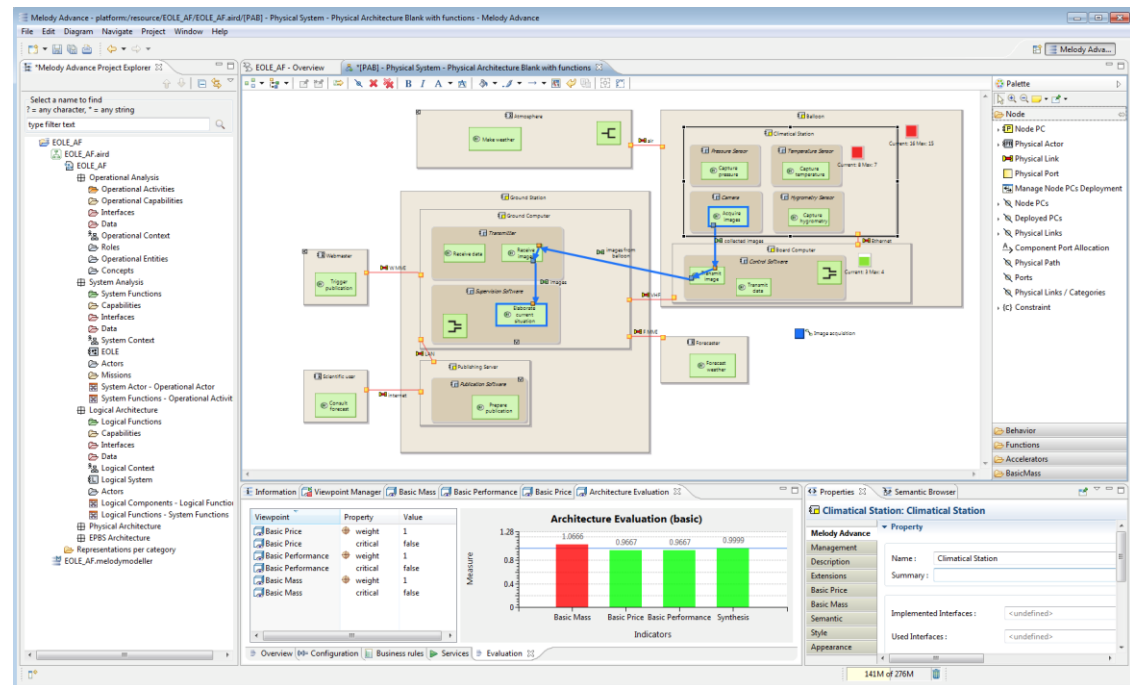 Melody Advance - platform:/resource/EOLE_AF/EOLE_AF.aird/[PAB] - Physical System - Physical Architecture Blank with functions - Melody Advance
File Edit Diagram Navigate Project Window Help
Melody Adva...
*Melody Advance Project Explorer
EOLE_AF - Overview
*[PAB] - Physical System - Physical Architecture Blank with functions
Select a name to find
? = any character, * = any string
type filter text
EOLE_AF
EOLE_AF.aird
EOLE_AF
Operational Analysis
Operational Activities
Operational Capabilities
Interfaces
Data
Operational Context
Roles
Operational Entities
Concepts
System Analysis
System Functions
Capabilities
Interfaces
Data
System Context
EOLE
Actors
Missions
System Actor - Operational Actor
System Functions - Operational Activit
Logical Architecture
Logical Functions
Capabilities
Interfaces
Data
Logical Context
Logical System
Actors
Logical Components - Logical Function
Logical Functions - System Functions
Physical Architecture
EPBS Architecture
Representations per category
EOLE_AF.melodymodeller
Atmosphere
Make weather
air
Balloon
Climatical Station
Current: 16 Max: 15
Pressure Sensor
Temperature Sensor
Current: 8 Max: 7
Capture
pressure
Capture
temperature
Camera
Hygrometry Sensor
Acquire
images
Capture
hygrometry
collected images
Ethernet
Board Computer
Control Software
Current: 3 Max: 4
Transmit
image
Transmit
data
Ground Station
Ground Computer
Transmitter
Receive data
Receive
images
images from
balloon
images
Webmaster
Trigger
publication
Supervision Software
Elaborate
current
situation
UHF
Image acquisition
Forecaster
Forecast
weather
LAN
Publishing Server
Publication Software
Prepare
publication
Scientific user
Consult
forecast
internet
Palette
Node
Node PC
Physical Actor
Physical Link
Physical Port
Manage Node PCs Deployment
Node PCs
Deployed PCs
Physical Links
Component Port Allocation
Physical Path
Ports
Physical Links / Categories
(c) Constraint
Behavior
Functions
Accelerators
BasicMass
Information
Viewpoint Manager
Basic Mass
Basic Performance
Basic Price
Architecture Evaluation
Viewpoint Property Value
Basic Price weight 1
Basic Price critical false
Basic Performance weight 1
Basic Performance critical false
Basic Mass weight 1
Basic Mass critical false
Architecture Evaluation (basic)
Measure
1.28
0.8
0.4
0
1.0666 0.9667 0.9667 0.9999
Basic Mass Basic Price Basic Performance Synthesis
Indicators
Overview Configuration Business rules Services Evaluation
Properties
Semantic Browser
Climatical Station: Climatical Station
Melody Advance
Management
Description
Extensions
Basic Price
Basic Mass
Semantic
Style
Appearance
Property
Name : Climatical Station
Summary :
Implemented Interfaces : <undefined>
Used Interfaces : <undefined>
141M of 276M